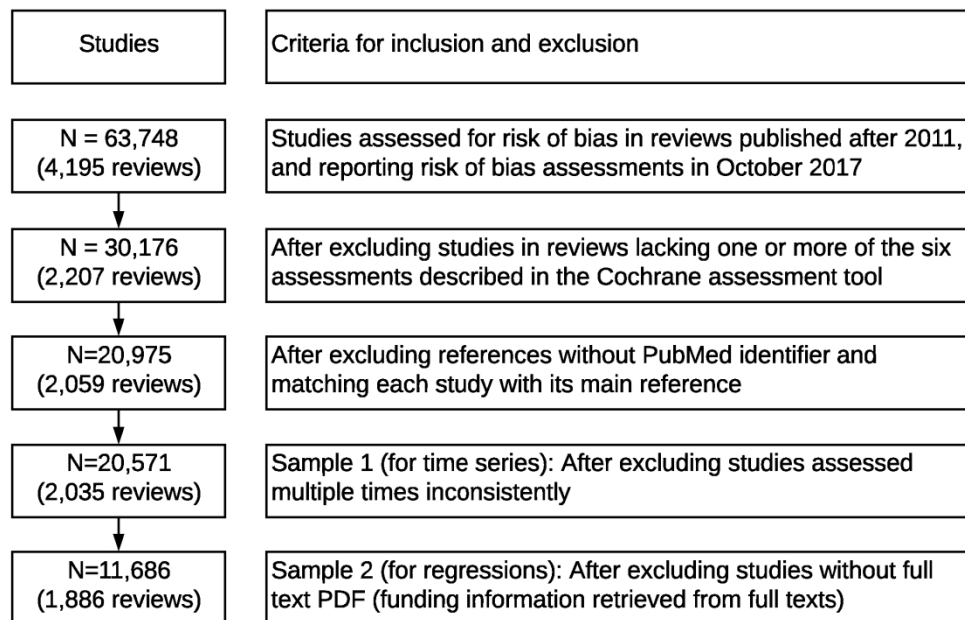 Studies
Criteria for inclusion and exclusion
N = 63,748
(4,195 reviews)
Studies assessed for risk of bias in reviews published after 2011,
and reporting risk of bias assessments in October 2017
N = 30,176
(2,207 reviews)
After excluding studies in reviews lacking one or more of the six
assessments described in the Cochrane assessment tool
N=20,975
(2,059 reviews)
After excluding references without PubMed identifier and
matching each study with its main reference
N=20,571
(2,035 reviews)
Sample 1 (for time series): After excluding studies assessed
multiple times inconsistently
N=11,686
(1,886 reviews)
Sample 2 (for regressions): After excluding studies without full
text PDF (funding information retrieved from full texts)